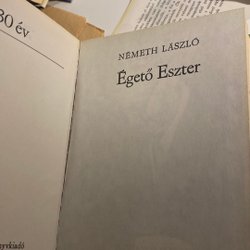 30 év
NÉMETH LÁSZLÓ
Égető Eszter